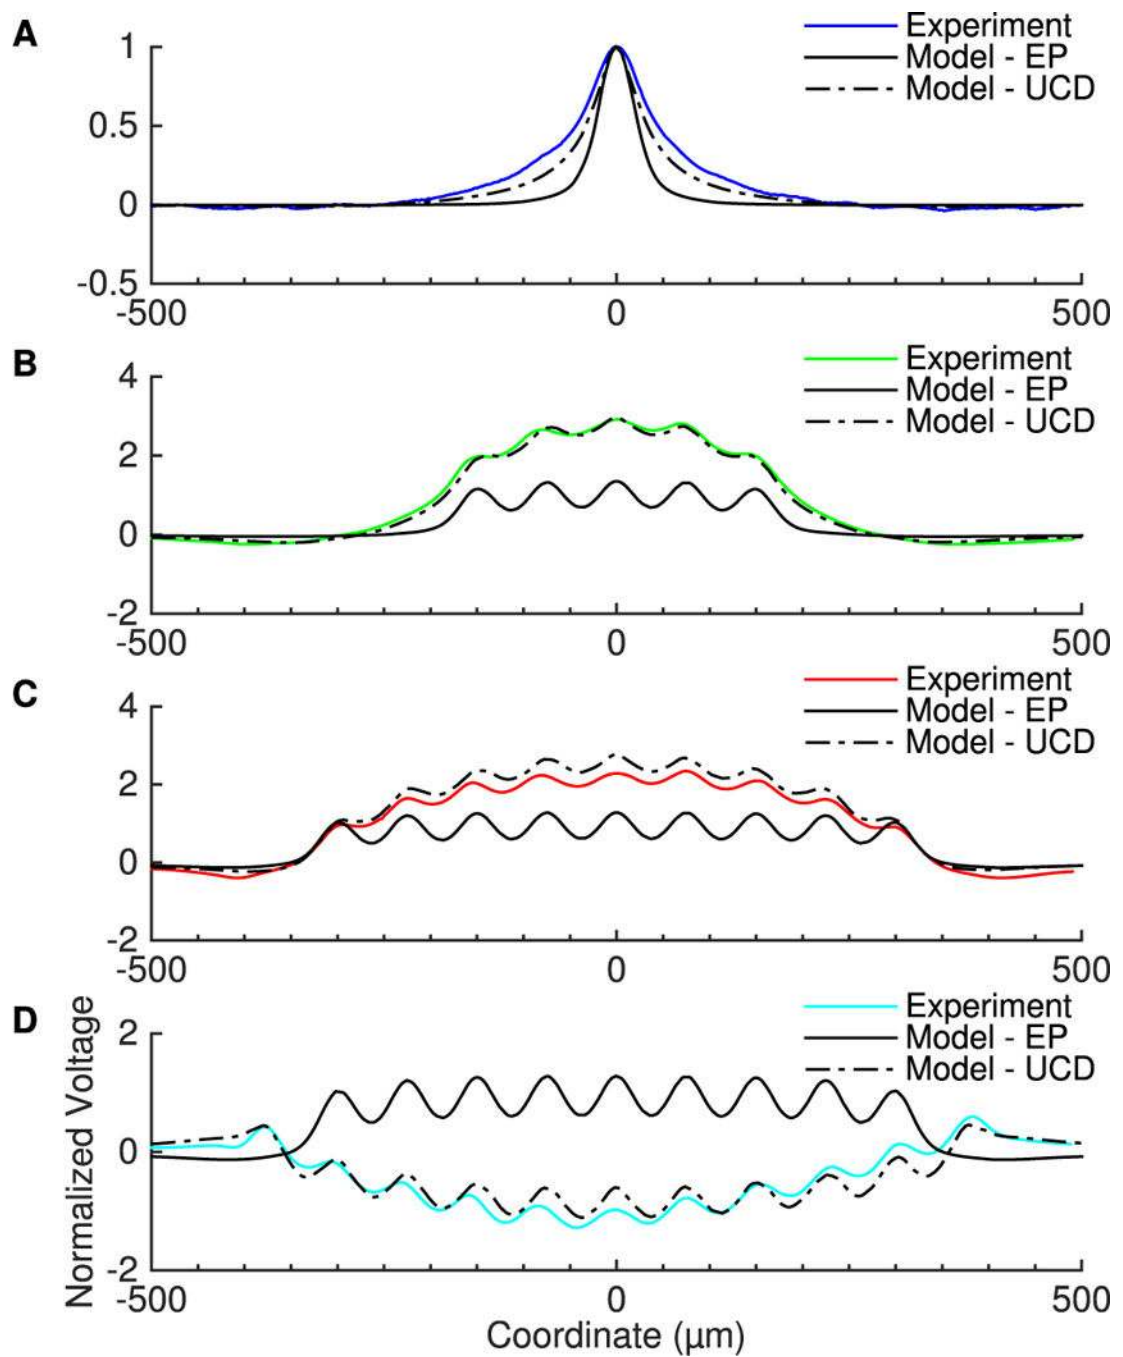 A
Experiment
Model - EP
Model - UCD
1
0.5
0
-0.5
-500
0
500
B
Experiment
Model - EP
Model - UCD
4
2
0
-2
-500
0
500
C
Experiment
Model - EP
Model - UCD
4
2
0
-2
-500
0
500
D
Experiment
Model - EP
Model - UCD
Normalized Voltage
2
0
-2
-500
0
500
Coordinate (µm)